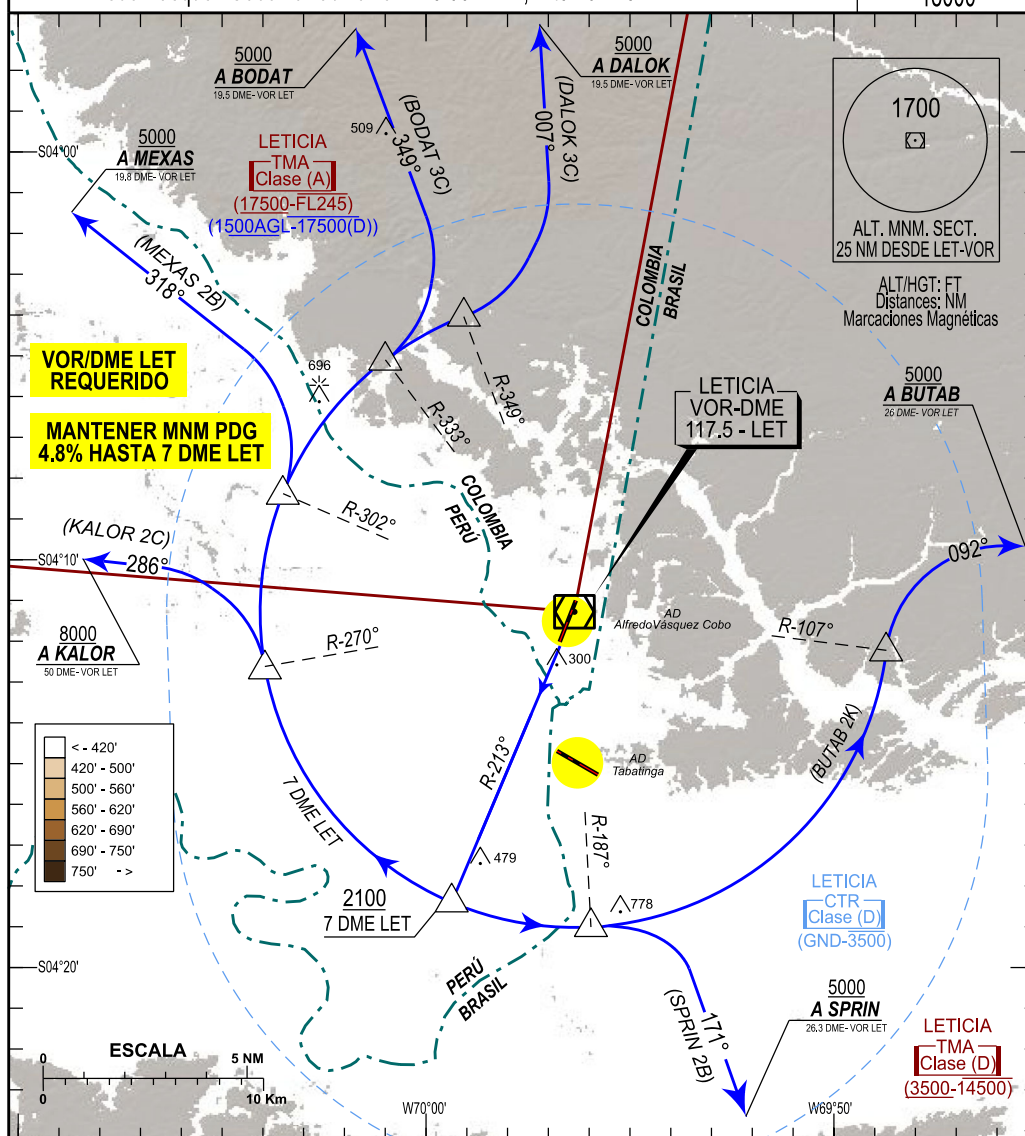 10000
5000
A BODAT
19.5 DME- VOR LET
5000
A DALOK
19.5 DME- VOR LET
1700
ALT. MNM. SECT.
25 NM DESDE LET-VOR
ALT/HGT: FT
Distances: NM
Marcaciones Magnéticas
(BODAT 3C)
349°
(DALOK 3C)
007°
509
S04°00'
5000
A MEXAS
19,8 DME- VOR LET
LETICIA
TMA
Clase (A)
(17500-FL245)
(1500AGL-17500(D))
(MEXAS 2B)
318°
COLOMBIA
BRASIL
VOR/DME LET
REQUERIDO
696
MANTENER MNM PDG
4.8% HASTA 7 DME LET
R-349°
R-333°
LETICIA
VOR-DME
117.5 - LET
5000
A BUTAB
26 DME- VOR LET
COLOMBIA
PERÚ
R-302°
(KALOR 2C)
286°
S04°10'
092°
AD
AlfredoVásquez Cobo
R-107°
8000
A KALOR
50 DME- VOR LET
R-270°
300
R-213°
(BUTAB 2K)
AD
Tabatinga
< - 420'
420' - 500'
500' - 560'
560' - 620'
620' - 690'
690' - 750'
750' - >
7 DME LET
R-187°
479
2100
7 DME LET
778
LETICIA
CTR
Clase (D)
(GND-3500)
S04°20'
PERÚ
BRASIL
171°
(SPRIN 2B)
5000
A SPRIN
26.3 DME- VOR LET
LETICIA
TMA
Clase (D)
(3500-14500)
ESCALA
0 5 NM
0 10 Km
W70°00'
W69°50'